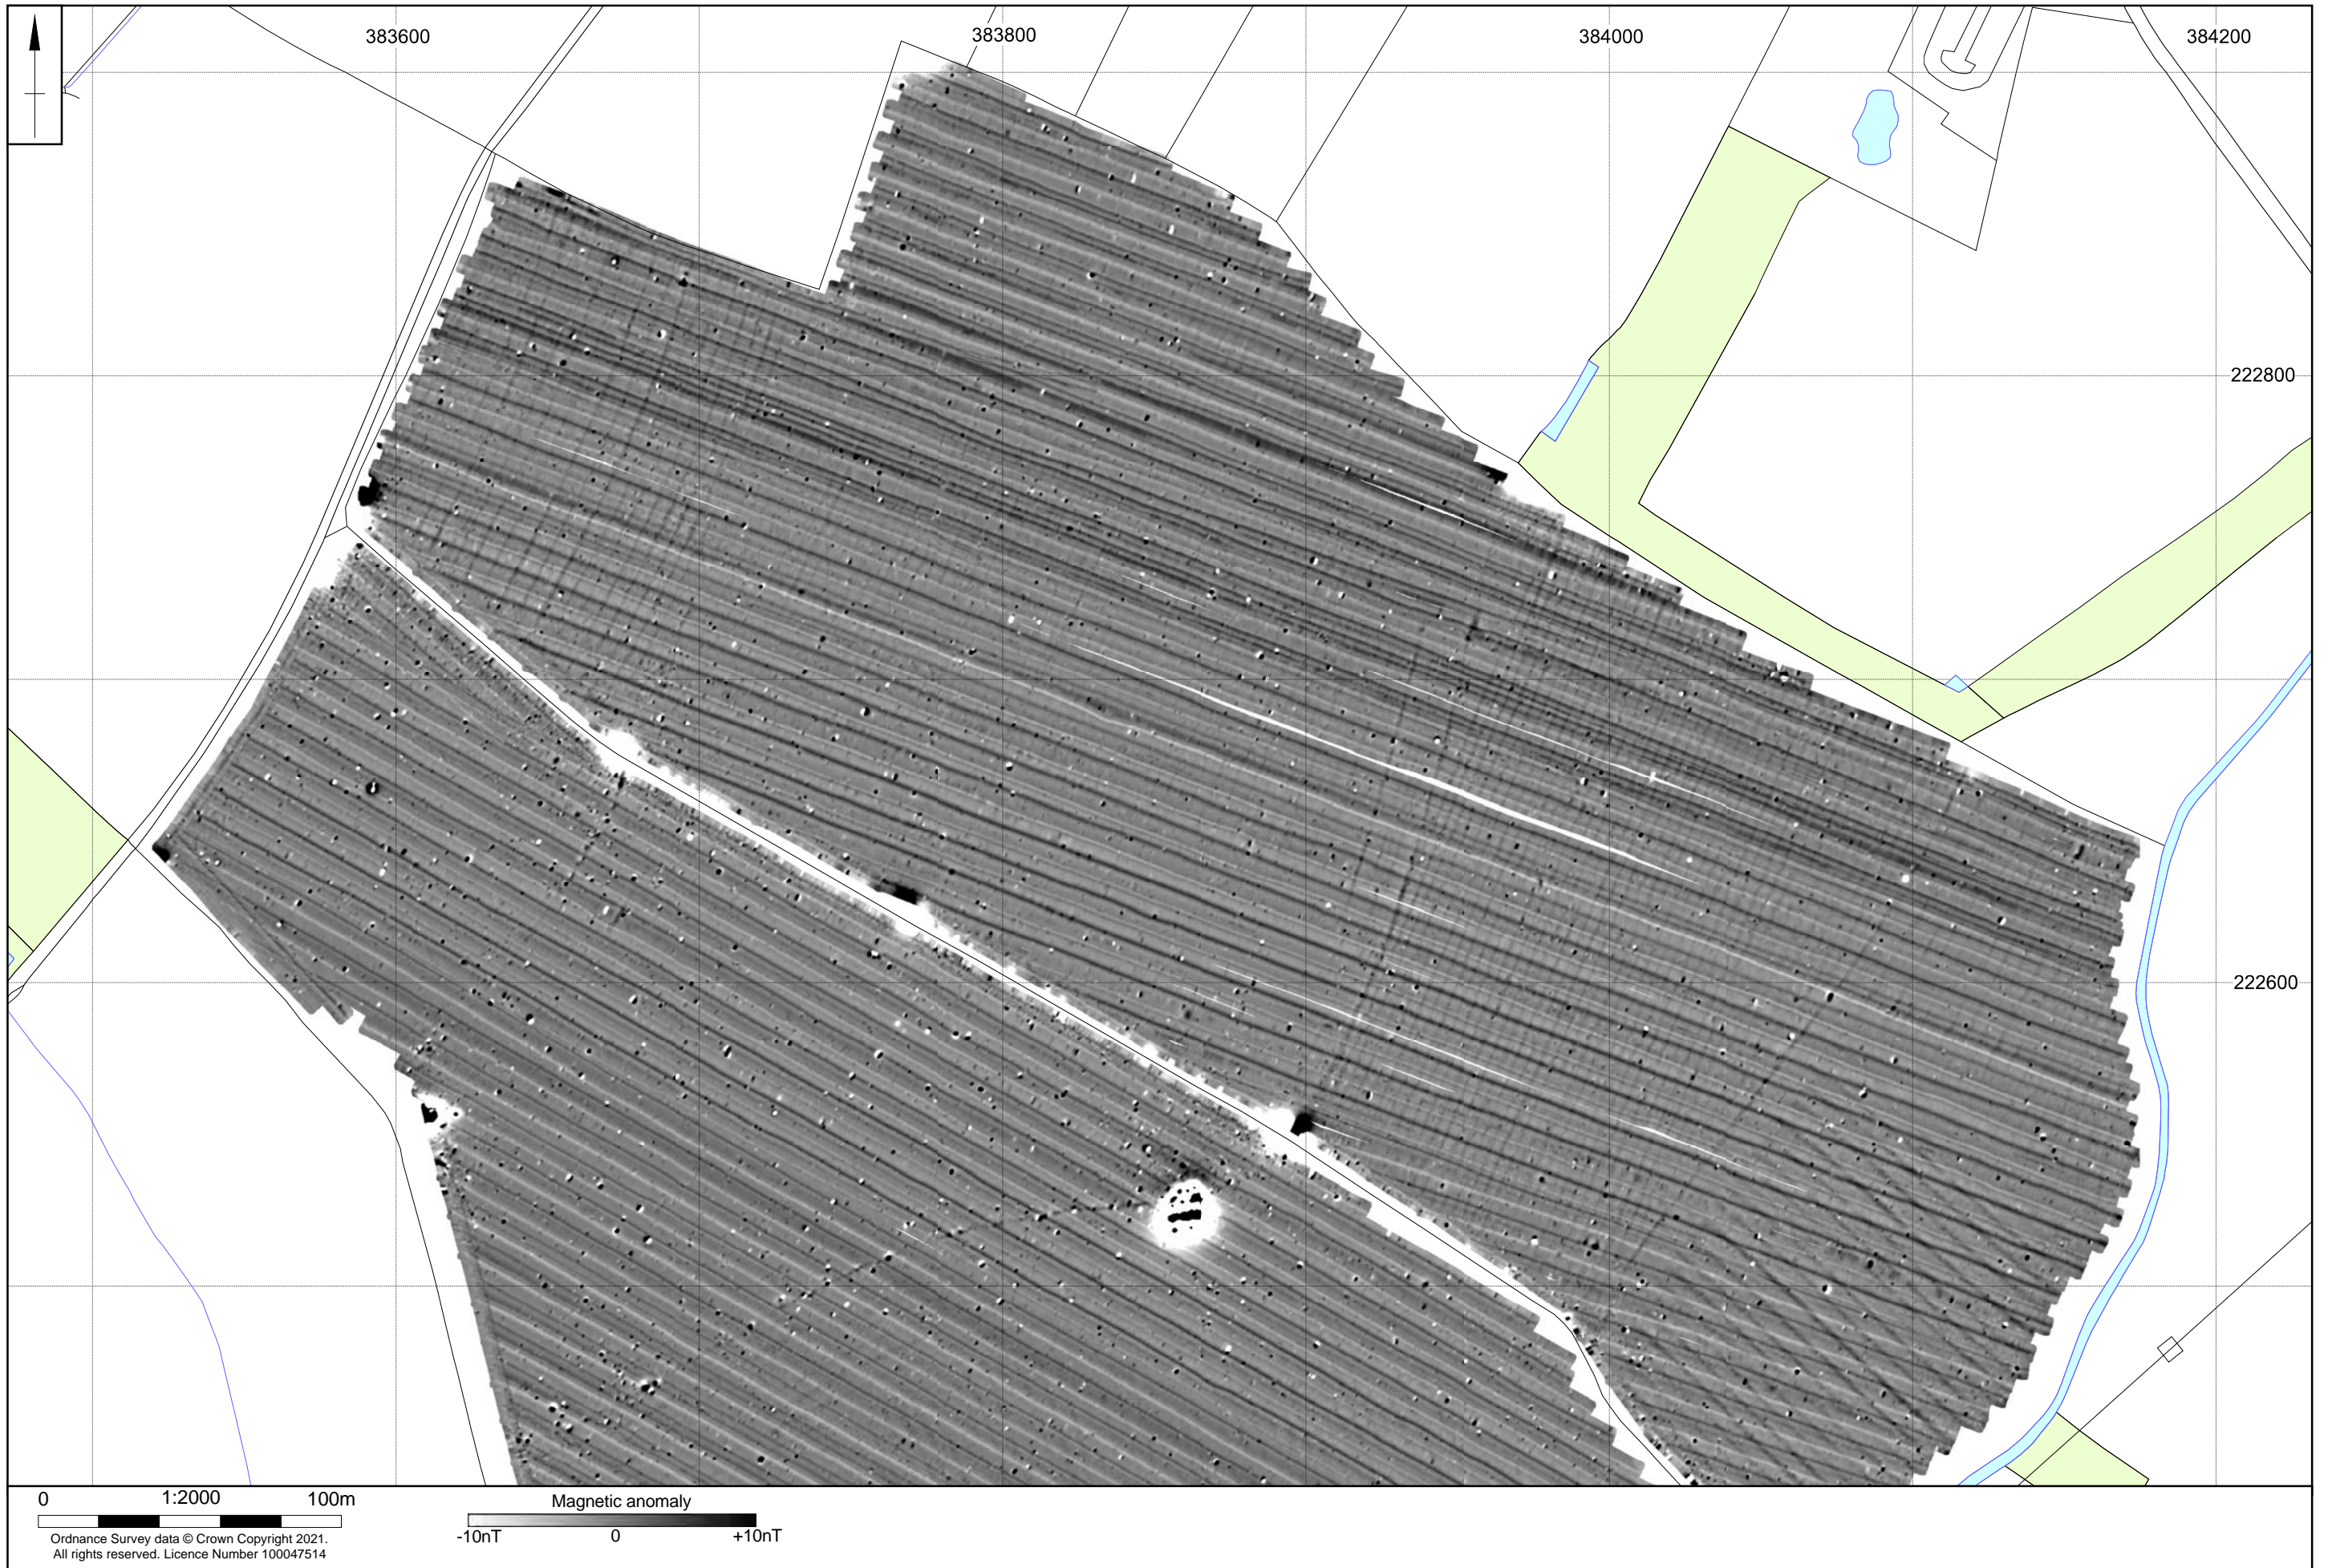 383600
383800
384000
384200
222800
222600
0 1:2000 100m
Ordnance Survey data © Crown Copyright 2021.
All rights reserved. Licence Number 100047514
Magnetic anomaly
-10nT 0 +10nT